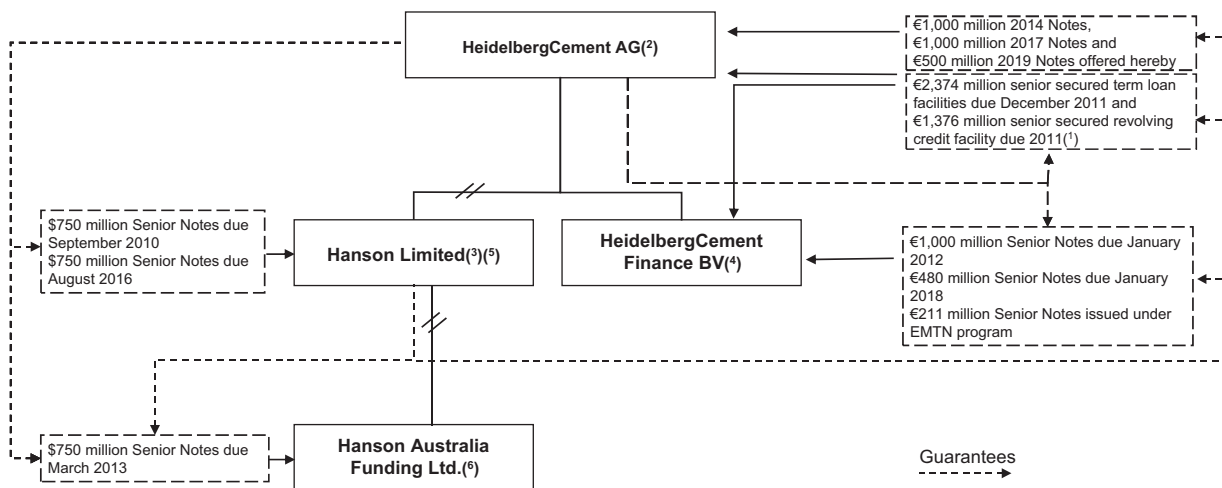 HeidelbergCement AG(2)
€1,000 million 2014 Notes,
€1,000 million 2017 Notes and
€500 million 2019 Notes offered hereby
€2,374 million senior secured term loan
facilities due December 2011 and
€1,376 million senior secured revolving
credit facility due 2011(1)
$750 million Senior Notes due
September 2010
$750 million Senior Notes due
August 2016
Hanson Limited(3)(5)
HeidelbergCement
Finance BV(4)
€1,000 million Senior Notes due January
2012
€480 million Senior Notes due January
2018
€211 million Senior Notes issued under
EMTN program
$750 million Senior Notes due
March 2013
Hanson Australia
Funding Ltd.(6)
Guarantees